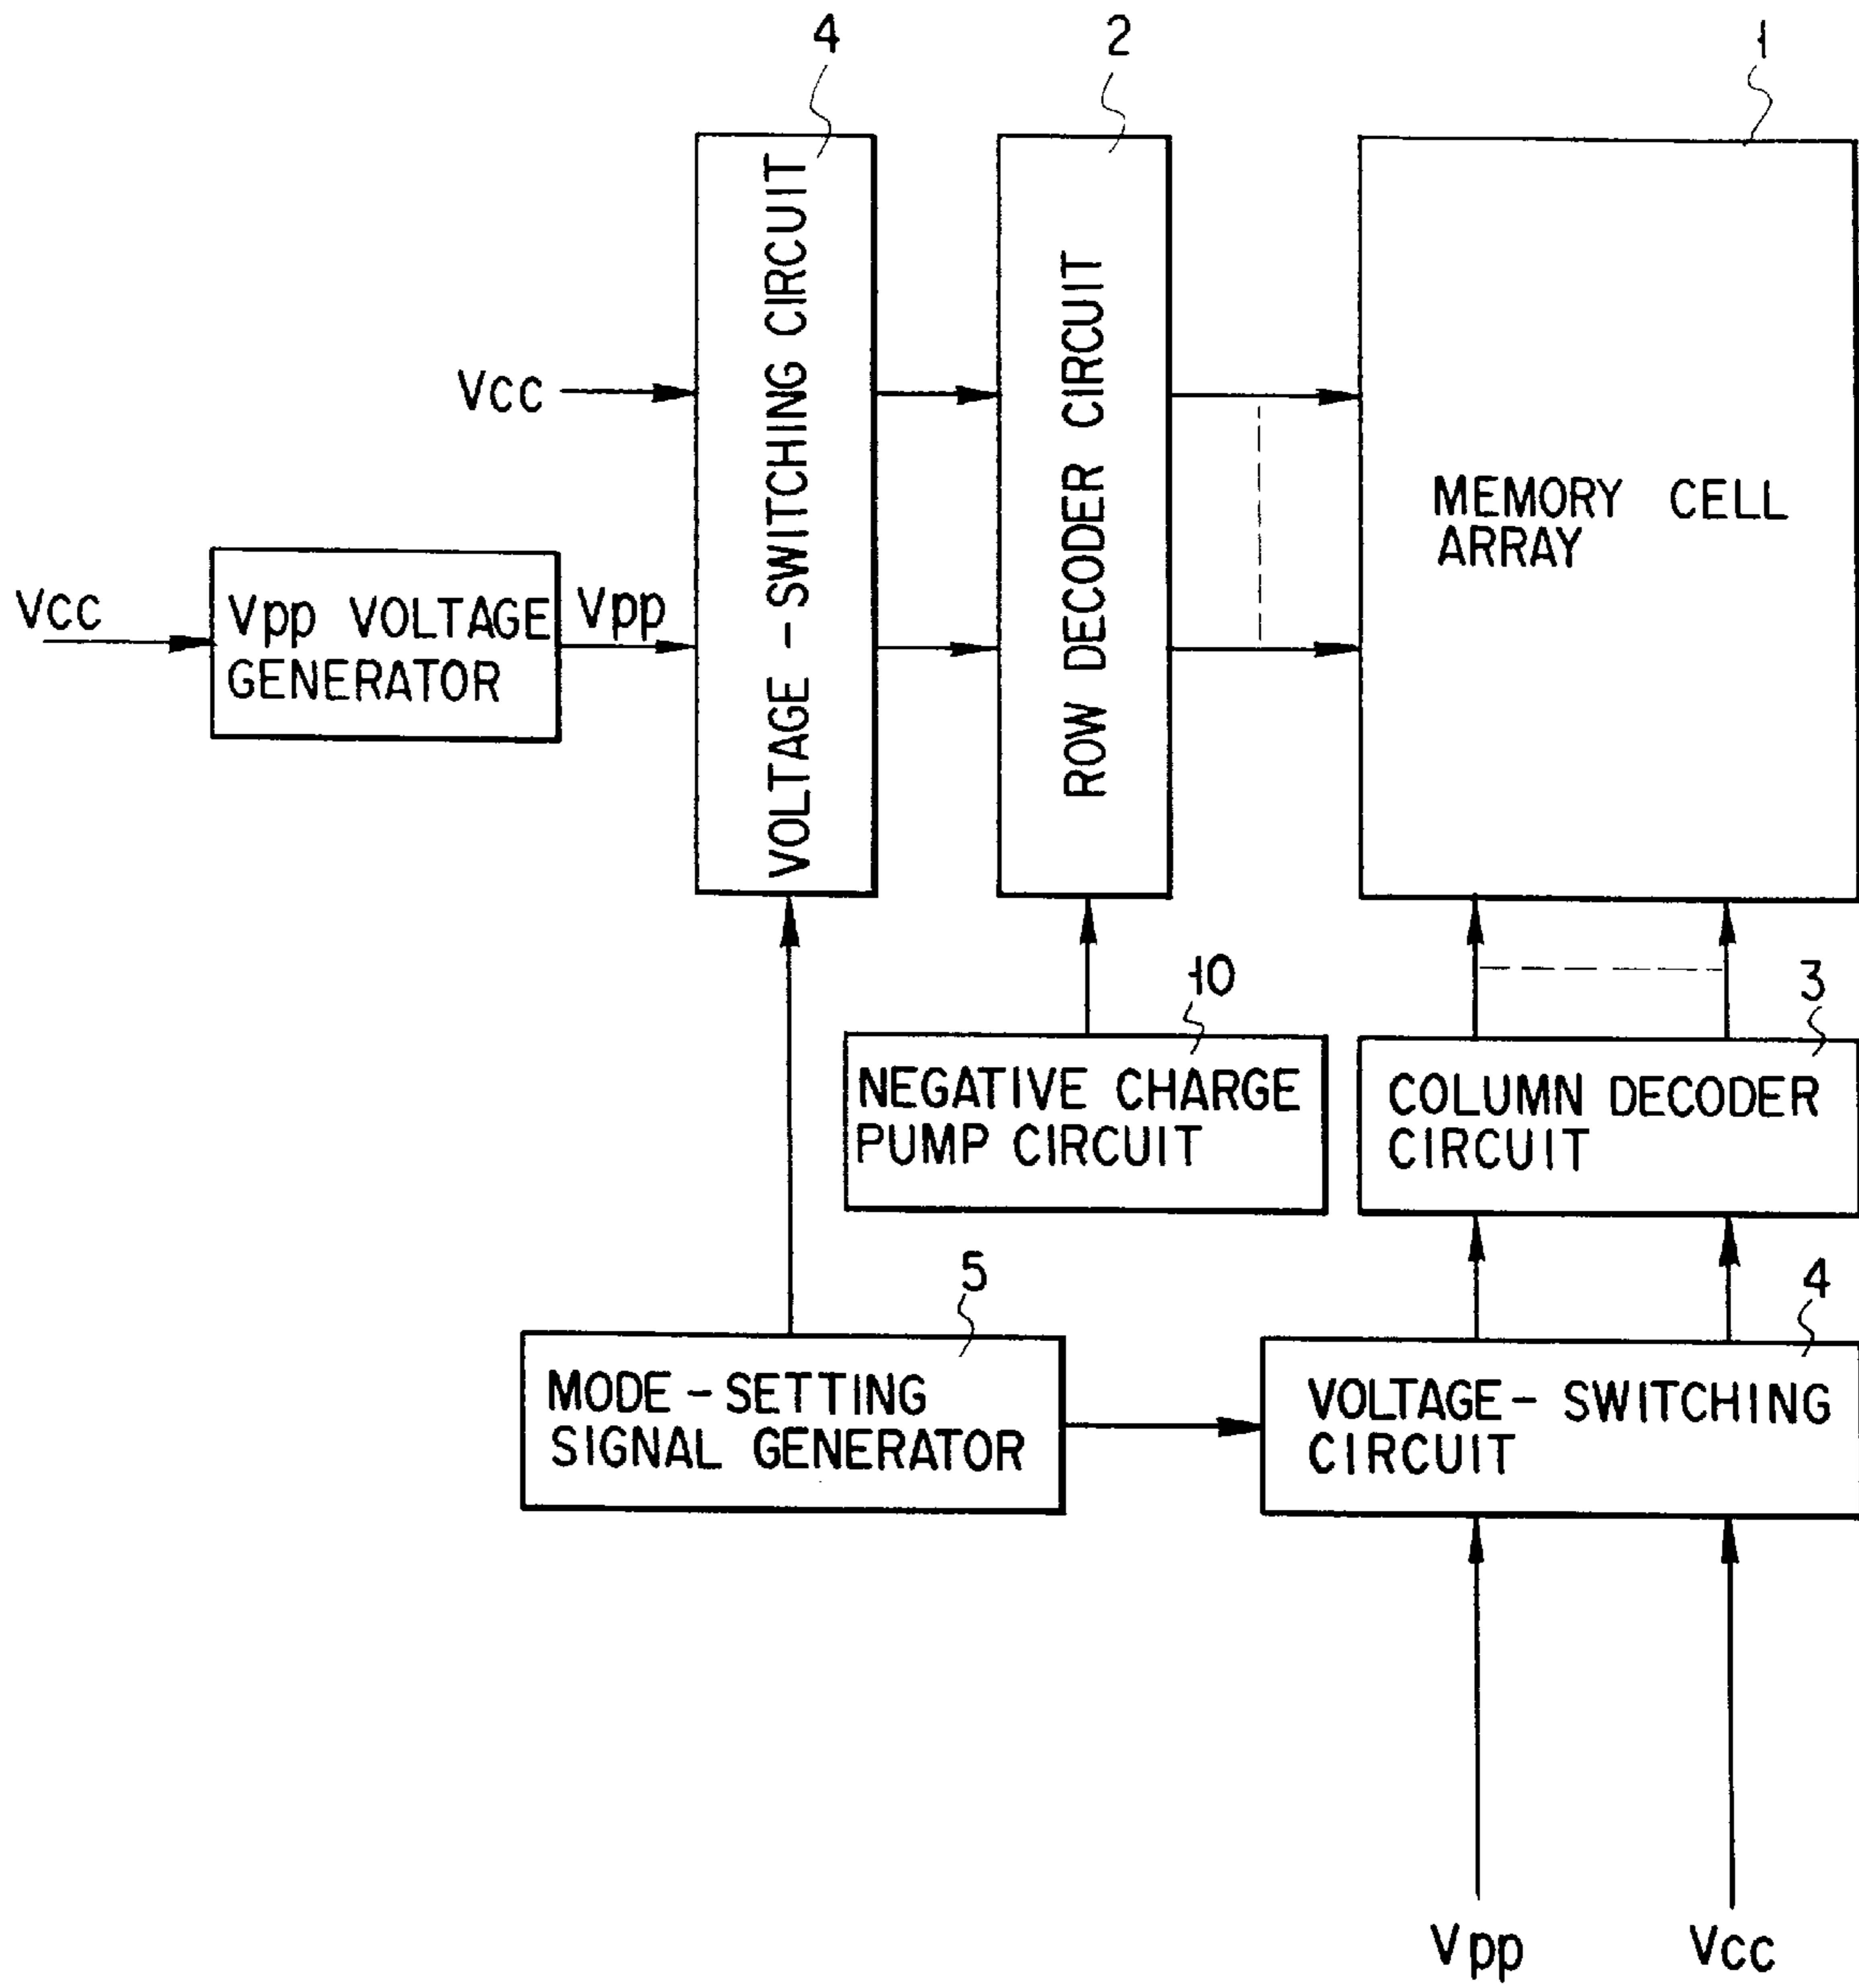 4
2
1
VOLTAGE - SWITCHING CIRCUIT
ROW DECODER CIRCUIT
MEMORY CELL
ARRAY
Vcc
Vcc
Vpp VOLTAGE
GENERATOR
Vpp
10
NEGATIVE CHARGE
PUMP CIRCUIT
3
COLUMN DECODER
CIRCUIT
5
MODE - SETTING
SIGNAL GENERATOR
4
VOLTAGE - SWITCHING
CIRCUIT
Vpp
Vcc